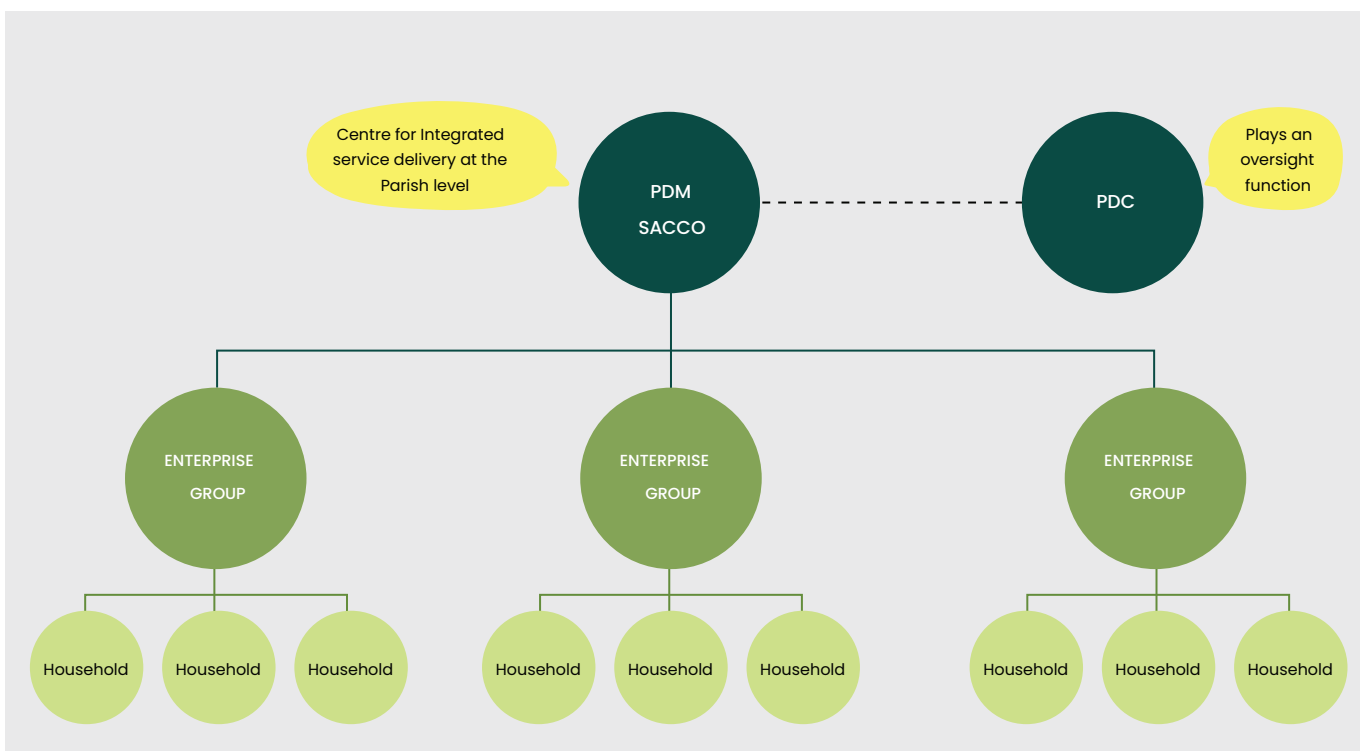 Centre for Integrated
service delivery at the
Parish level
PDM
SACCO
PDC
Plays an
oversight
function
ENTERPRISE
GROUP
ENTERPRISE
GROUP
ENTERPRISE
GROUP
Household
Household
Household
Household
Household
Household
Household
Household
Household